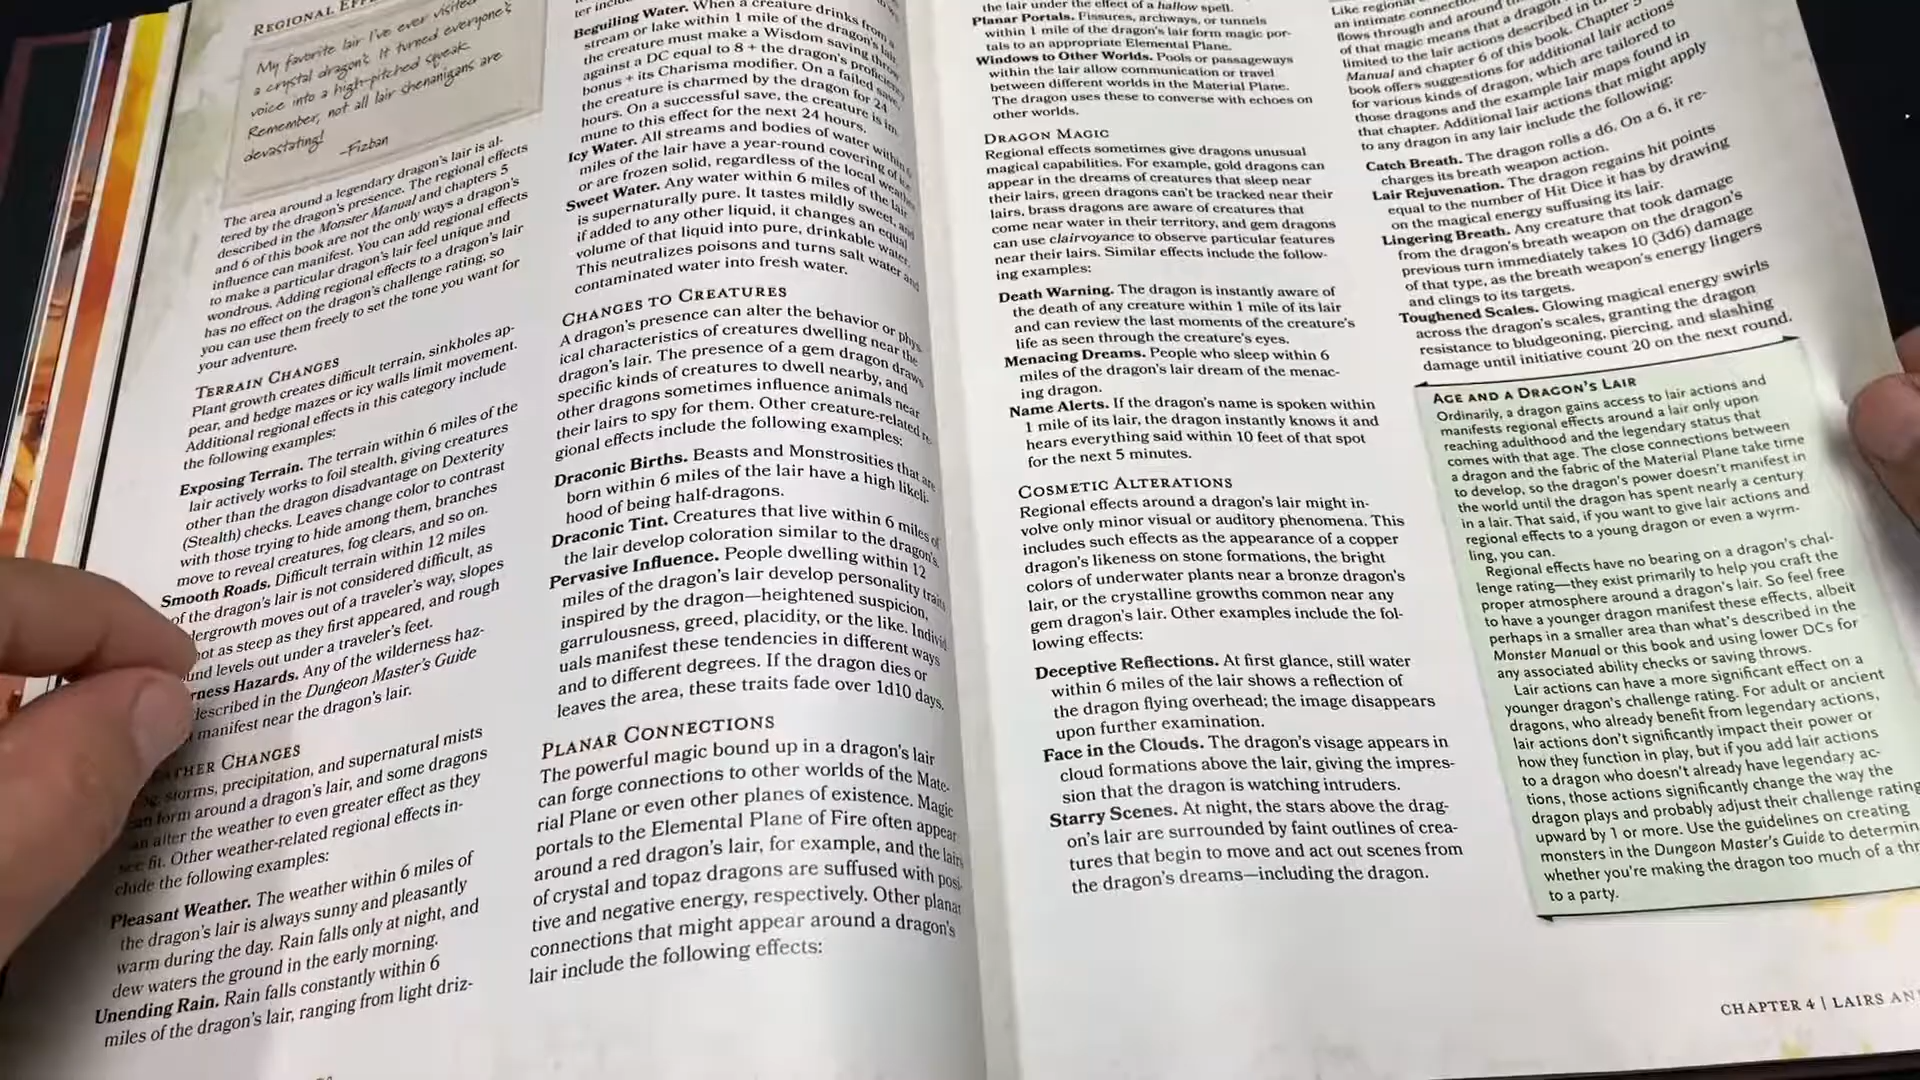 REGIONAL
My favorite lair I've ever visited
a crystal dragon's. It turned everyone's
voice into a high-pitched squeak.
Remember, not all lair shenanigans are
devastating!
—Fizban
The area around a legendary dragon's lair is al-
tered by the dragon's presence. The regional effects
described in the Monster Manual and chapters 5
and 6 of this book are not the only ways a dragon's
influence can manifest. You can add regional effects
to make a particular dragon's lair feel unique and
wondrous. Adding regional effects to a dragon's lair
has no effect on the dragon's challenge rating, so
you can use them freely to set the tone you want for
your adventure.
TERRAIN CHANGES
Plant growth creates difficult terrain, sinkholes ap-
pear, and hedge mazes or icy walls limit movement.
Additional regional effects in this category include
the following examples:
Exposing Terrain. The terrain within 6 miles of the
lair actively works to foil stealth, giving creatures
other than the dragon disadvantage on Dexterity
(Stealth) checks. Leaves change color to contrast
with those trying to hide among them, branches
move to reveal creatures, fog clears, and so on.
Smooth Roads. Difficult terrain within 12 miles
of the dragon's lair is not considered difficult, as
dergrowth moves out of a traveler's way, slopes
not as steep as they first appeared, and rough
und levels out under a traveler's feet.
rness Hazards. Any of the wilderness haz-
described in the Dungeon Master's Guide
manifest near the dragon's lair.
THER CHANGES
storms, precipitation, and supernatural mists
form around a dragon's lair, and some dragons
alter the weather to even greater effect as they
see fit. Other weather-related regional effects in-
clude the following examples:
Pleasant Weather. The weather within 6 miles of
the dragon's lair is always sunny and pleasantly
warm during the day. Rain falls only at night, and
dew waters the ground in the early morning.
Unending Rain. Rain falls constantly within 6
miles of the dragon's lair, ranging from light driz-
Beguiling Water. When a creature drinks from a
stream or lake within 1 mile of the dragon's lair,
the creature must make a Wisdom saving throw
against a DC equal to 8 + the dragon's proficiency
bonus + its Charisma modifier. On a failed save,
the creature is charmed by the dragon for 24
hours. On a successful save, the creature is im-
mune to this effect for the next 24 hours.
Icy Water. All streams and bodies of water within
miles of the lair have a year-round covering of
or are frozen solid, regardless of the local weather
Sweet Water. Any water within 6 miles of the lair
is supernaturally pure. It tastes mildly sweet, and
if added to any other liquid, it changes an equal
volume of that liquid into pure, drinkable water.
This neutralizes poisons and turns salt water and
contaminated water into fresh water.
CHANGES TO CREATURES
A dragon's presence can alter the behavior or phys-
ical characteristics of creatures dwelling near the
dragon's lair. The presence of a gem dragon draws
specific kinds of creatures to dwell nearby, and
other dragons sometimes influence animals near
their lairs to spy for them. Other creature-related re-
gional effects include the following examples:
Draconic Births. Beasts and Monstrosities that are
born within 6 miles of the lair have a high likeli-
hood of being half-dragons.
Draconic Tint. Creatures that live within 6 miles of
the lair develop coloration similar to the dragon's.
Pervasive Influence. People dwelling within 12
miles of the dragon's lair develop personality traits
inspired by the dragon—heightened suspicion,
garrulousness, greed, placidity, or the like. Individ
uals manifest these tendencies in different ways
and to different degrees. If the dragon dies or
leaves the area, these traits fade over 1d10 days.
PLANAR CONNECTIONS
The powerful magic bound up in a dragon's lair
can forge connections to other worlds of the Mate-
rial Plane or even other planes of existence. Magic
portals to the Elemental Plane of Fire often appear
around a red dragon's lair, for example, and the lairs
of crystal and topaz dragons are suffused with posi-
tive and negative energy, respectively. Other planar
connections that might appear around a dragon's
lair include the following effects:
the lair under the effect of a hallow spell.
Planar Portals. Fissures, archways, or tunnels
within 1 mile of the dragon's lair form magic por-
tals to an appropriate Elemental Plane.
Windows to Other Worlds. Pools or passageways
within the lair allow communication or travel
between different worlds in the Material Plane.
The dragon uses these to converse with echoes on
other worlds.
DRAGON MAGIC
Regional effects sometimes give dragons unusual
magical capabilities. For example, gold dragons can
appear in the dreams of creatures that sleep near
their lairs, green dragons can't be tracked near their
lairs, brass dragons are aware of creatures that
come near water in their territory, and gem dragons
can use clairvoyance to observe particular features
near their lairs. Similar effects include the follow-
ing examples:
Death Warning. The dragon is instantly aware of
the death of any creature within 1 mile of its lair
and can review the last moments of the creature's
life as seen through the creature's eyes.
Menacing Dreams. People who sleep within 6
miles of the dragon's lair dream of the menac-
ing dragon.
Name Alerts. If the dragon's name is spoken within
1 mile of its lair, the dragon instantly knows it and
hears everything said within 10 feet of that spot
for the next 5 minutes.
COSMETIC ALTERATIONS
Regional effects around a dragon's lair might in-
volve only minor visual or auditory phenomena. This
includes such effects as the appearance of a copper
dragon's likeness on stone formations, the bright
colors of underwater plants near a bronze dragon's
lair, or the crystalline growths common near any
gem dragon's lair. Other examples include the fol-
lowing effects:
Deceptive Reflections. At first glance, still water
within 6 miles of the lair shows a reflection of
the dragon flying overhead; the image disappears
upon further examination.
Face in the Clouds. The dragon's visage appears in
cloud formations above the lair, giving the impres-
sion that the dragon is watching intruders.
Starry Scenes. At night, the stars above the drag-
on's lair are surrounded by faint outlines of crea-
tures that begin to move and act out scenes from
the dragon's dreams—including the dragon.
Like regional
an intimate connec
flows through and around
of that magic means that a dragon
limited to the lair actions described in
Manual and chapter 6 of this book. Chapter 5
book offers suggestions for additional lair actions
for various kinds of dragon, which are tailored to
those dragons and the example lair maps found in
that chapter. Additional lair actions that might apply
to any dragon in any lair include the following:
Catch Breath. The dragon rolls a d6. On a 6, it re-
charges its breath weapon action.
Lair Rejuvenation. The dragon regains hit points
equal to the number of Hit Dice it has by drawing
on the magical energy suffusing its lair.
Lingering Breath. Any creature that took damage
from the dragon's breath weapon on the dragon's
previous turn immediately takes 10 (3d6) damage
of that type, as the breath weapon's energy lingers
and clings to its targets.
Toughened Scales. Glowing magical energy swirls
across the dragon's scales, granting the dragon
resistance to bludgeoning, piercing, and slashing
damage until initiative count 20 on the next round.
AGE AND A DRAGON'S LAIR
Ordinarily, a dragon gains access to lair actions and
manifests regional effects around a lair only upon
reaching adulthood and the legendary status that
comes with that age. The close connections between
a dragon and the fabric of the Material Plane take time
to develop, so the dragon's power doesn't manifest in
the world until the dragon has spent nearly a century
in a lair. That said, if you want to give lair actions and
regional effects to a young dragon or even a wyrm-
ling, you can.
Regional effects have no bearing on a dragon's chal-
lenge rating—they exist primarily to help you craft the
proper atmosphere around a dragon's lair. So feel free
to have a younger dragon manifest these effects, albeit
perhaps in a smaller area than what's described in the
Monster Manual or this book and using lower DCs for
any associated ability checks or saving throws.
Lair actions can have a more significant effect on a
younger dragon's challenge rating. For adult or ancient
dragons, who already benefit from legendary actions,
lair actions don't significantly impact their power or
how they function in play, but if you add lair actions
to a dragon who doesn't already have legendary ac-
tions, those actions significantly change the way the
dragon plays and probably adjust their challenge rating
upward by 1 or more. Use the guidelines on creating
monsters in the Dungeon Master's Guide to determin
whether you're making the dragon too much of a thr
to a party.
CHAPTER 4 | LAIRS AN